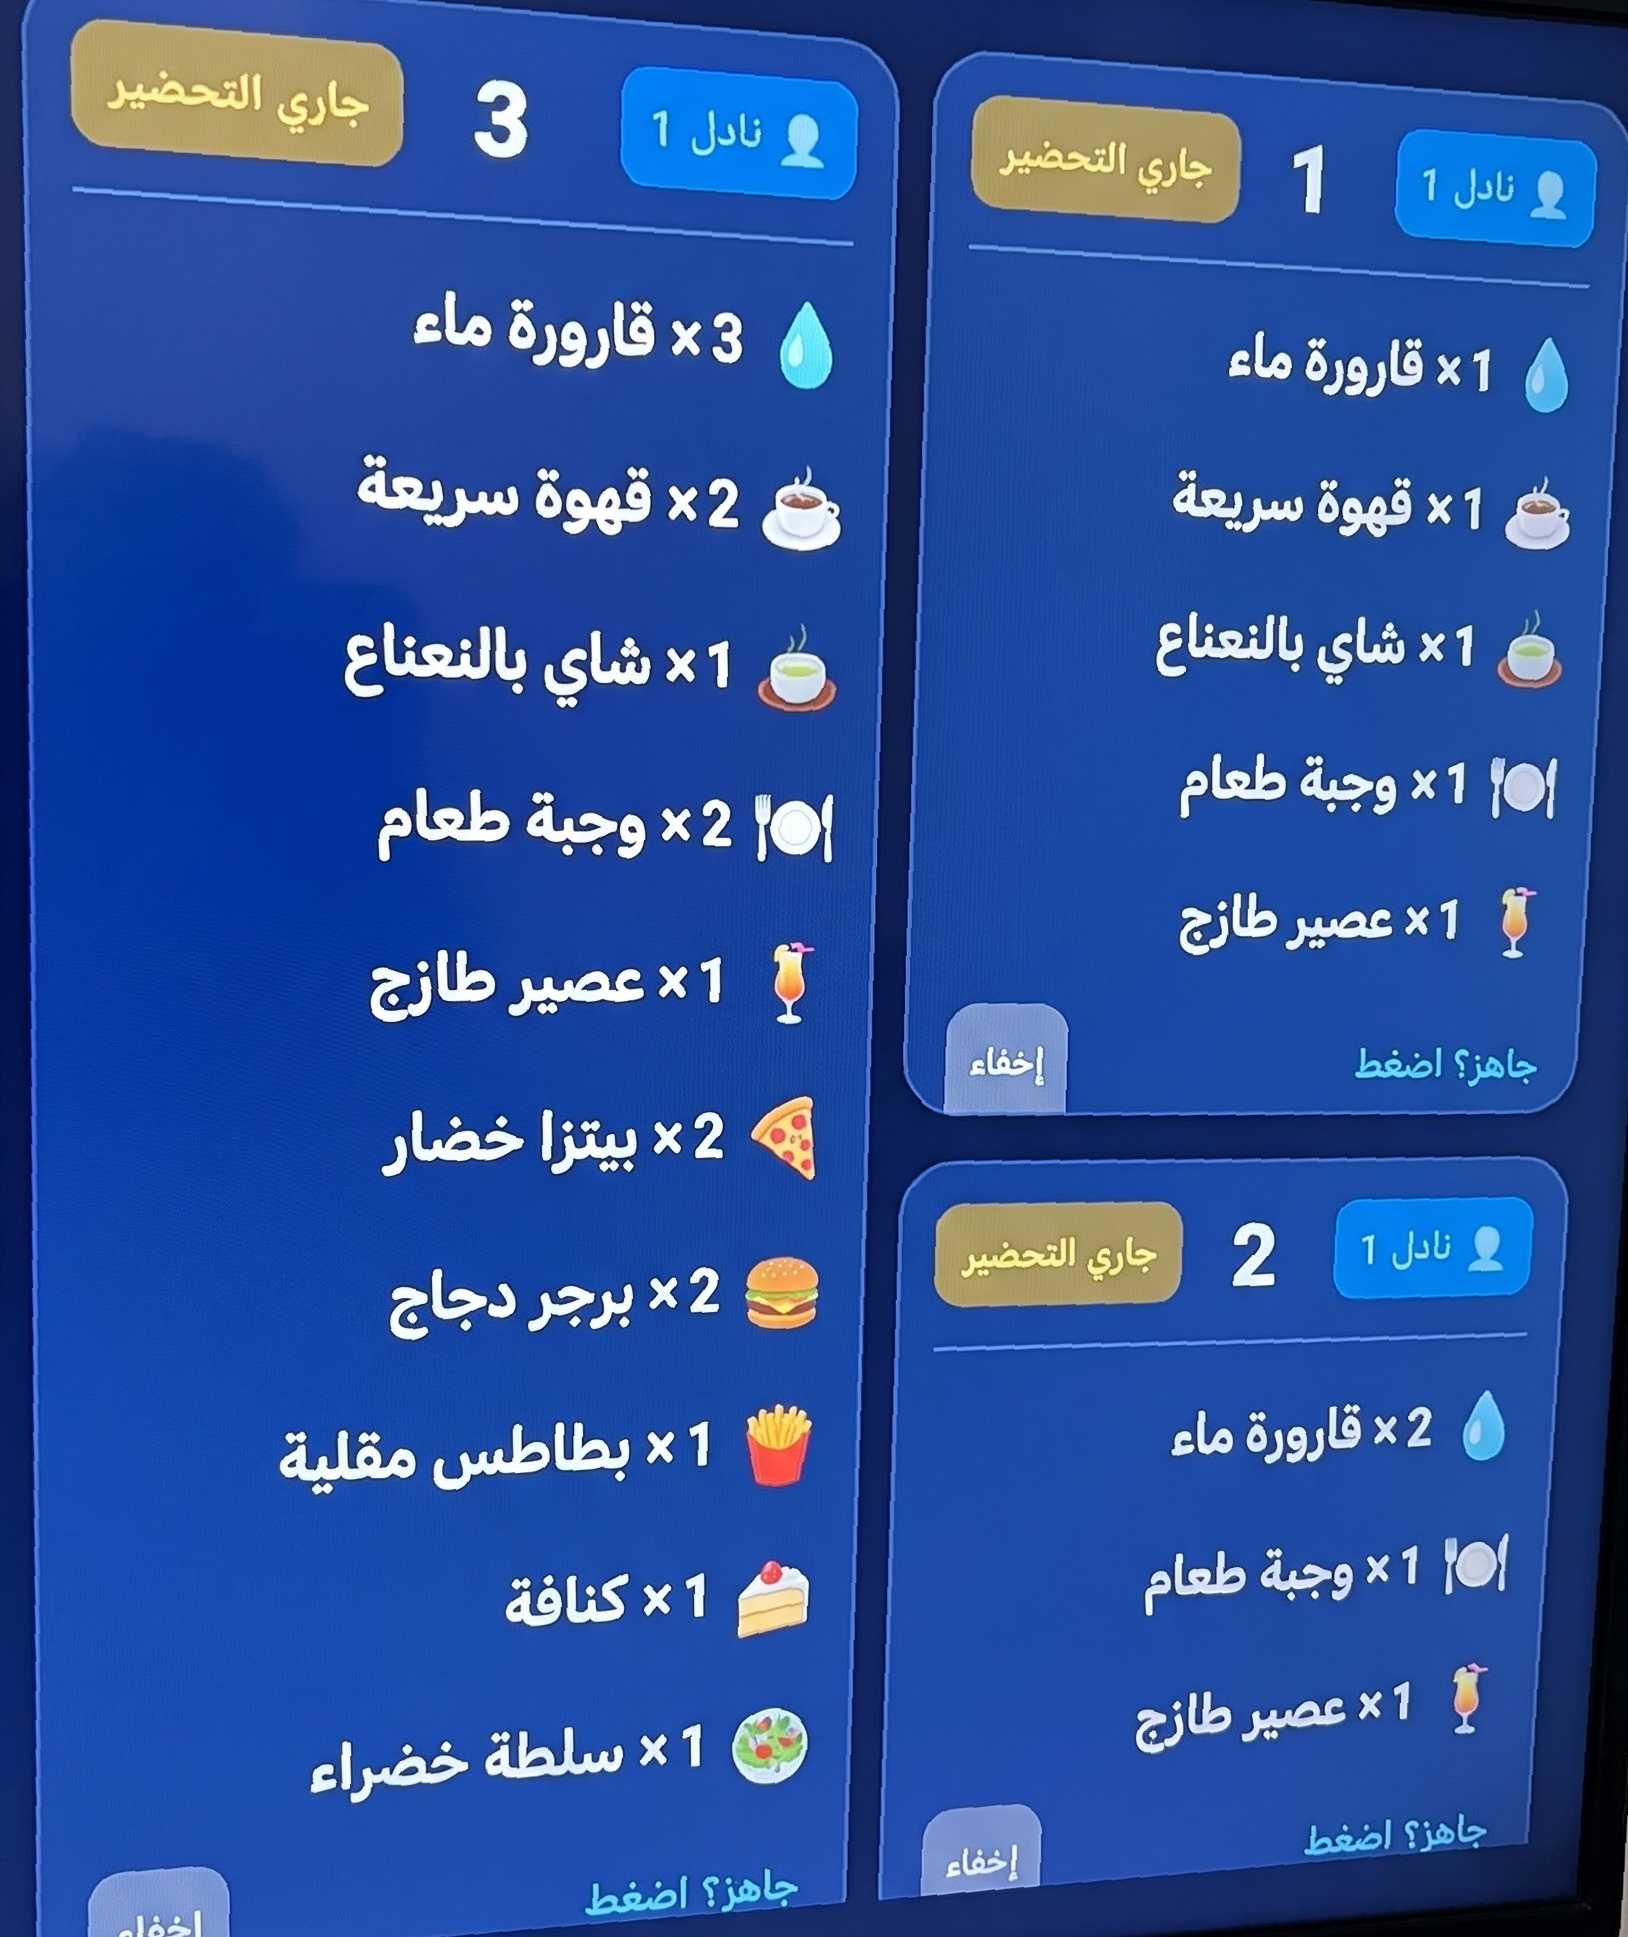 نادل 1
1
جاري التحضير
1 × قارورة ماء
1 × قهوة سريعة
1 × شاي بالنعناع
1 × وجبة طعام
1 × عصير طازج
جاهز؟ اضغط
إخفاء
نادل 1
2
جاري التحضير
2 × قارورة ماء
1 × وجبة طعام
1 × عصير طازج
جاهز؟ اضغط
إخفاء
نادل 1
3
جاري التحضير
3 × قارورة ماء
2 × قهوة سريعة
1 × شاي بالنعناع
2 × وجبة طعام
1 × عصير طازج
2 × بيتزا خضار
2 × برجر دجاج
1 × بطاطس مقلية
1 × كنافة
1 × سلطة خضراء
جاهز؟ اضغط
إخفاء